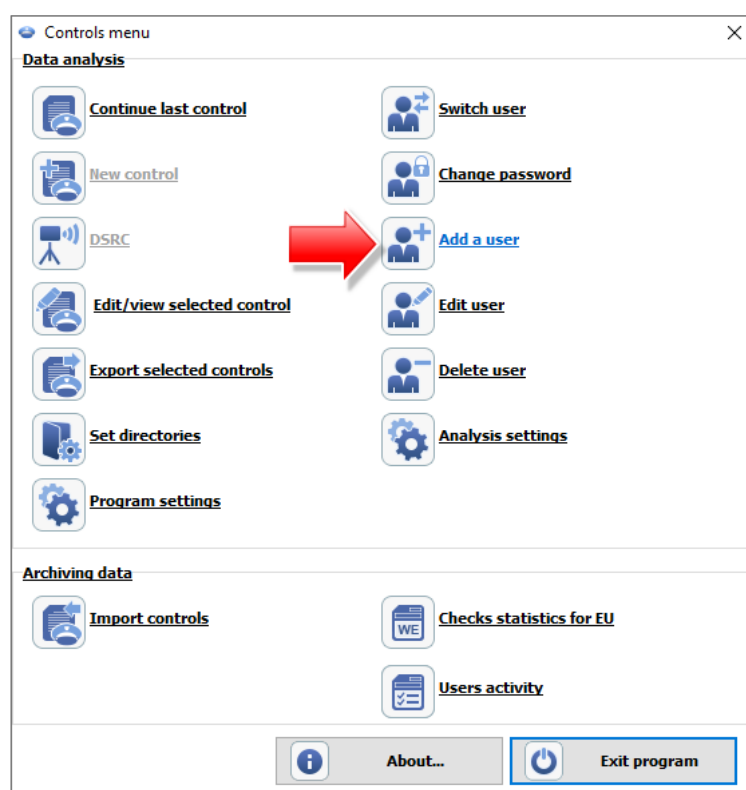 Controls menu
Data analysis
Continue last control
Switch user
New control
Change password
DSRC
Add a user
Edit/view selected control
Edit user
Export selected controls
Delete user
Set directories
Analysis settings
Program settings
Archiving data
Import controls
WE
Checks statistics for EU
Users activity
About...
Exit program